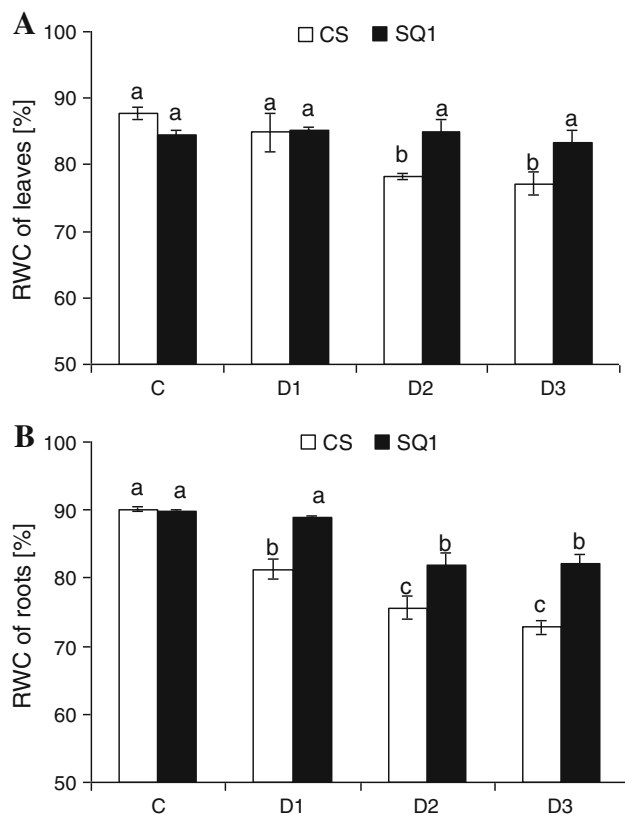 A
CS SQ1
100
90
80
70
60
50
RWC of leaves [%]
a a a a b a b a
C D1 D2 D3
B
CS SQ1
100
90
80
70
60
50
RWC of roots [%]
a a b a c b c b
C D1 D2 D3